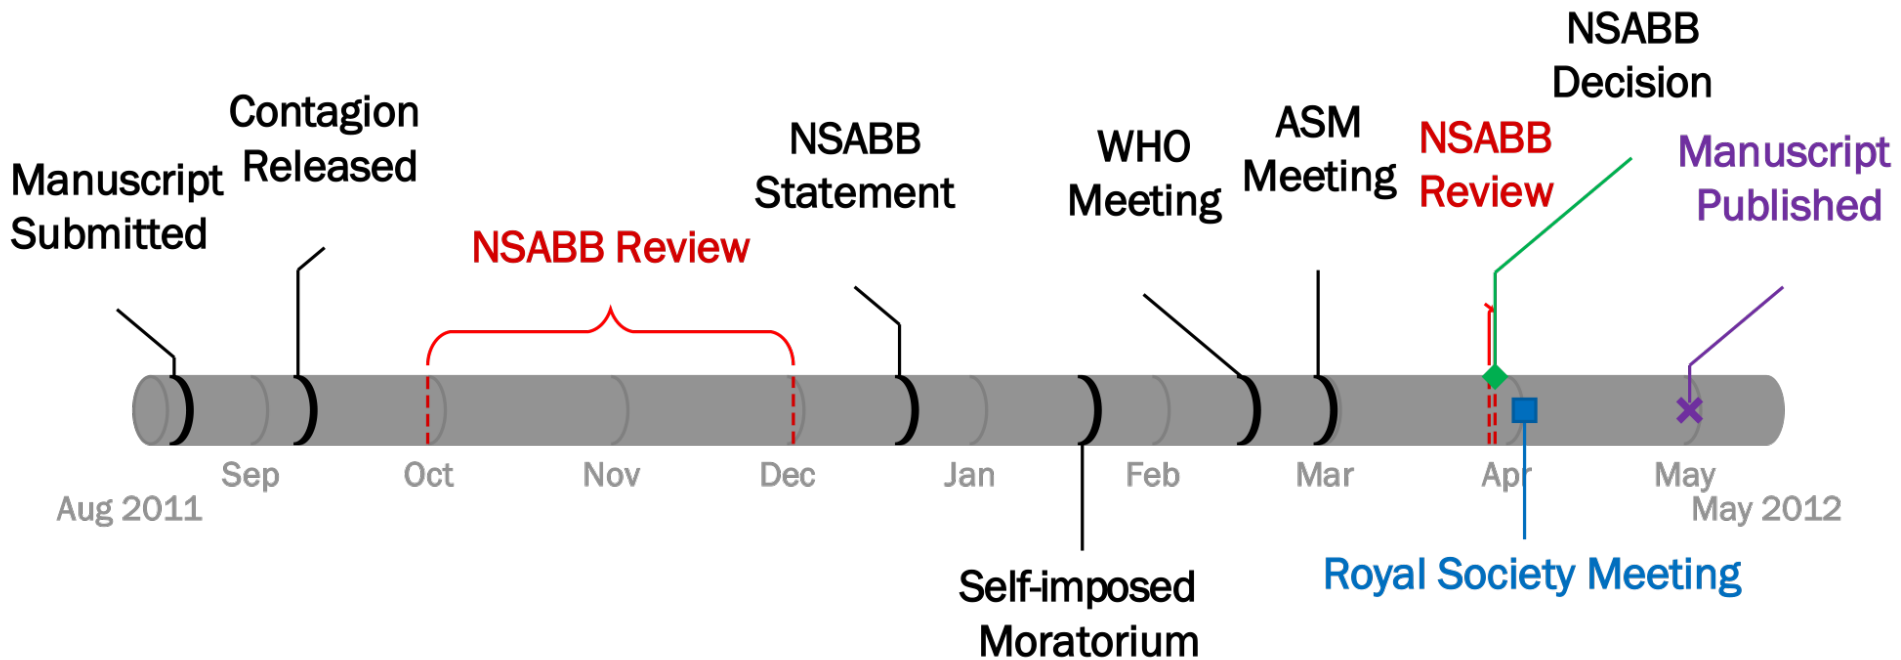 NSABB
Decision
Contagion
Released
ASM
Meeting
NSABB
Review
NSABB
Statement
WHO
Meeting
Manuscript
Published
Manuscript
Submitted
NSABB Review
Sep
Oct
Nov
Dec
Jan
Feb
Mar
Apr
May
Aug 2011
May 2012
Self-imposed
Moratorium
Royal Society Meeting